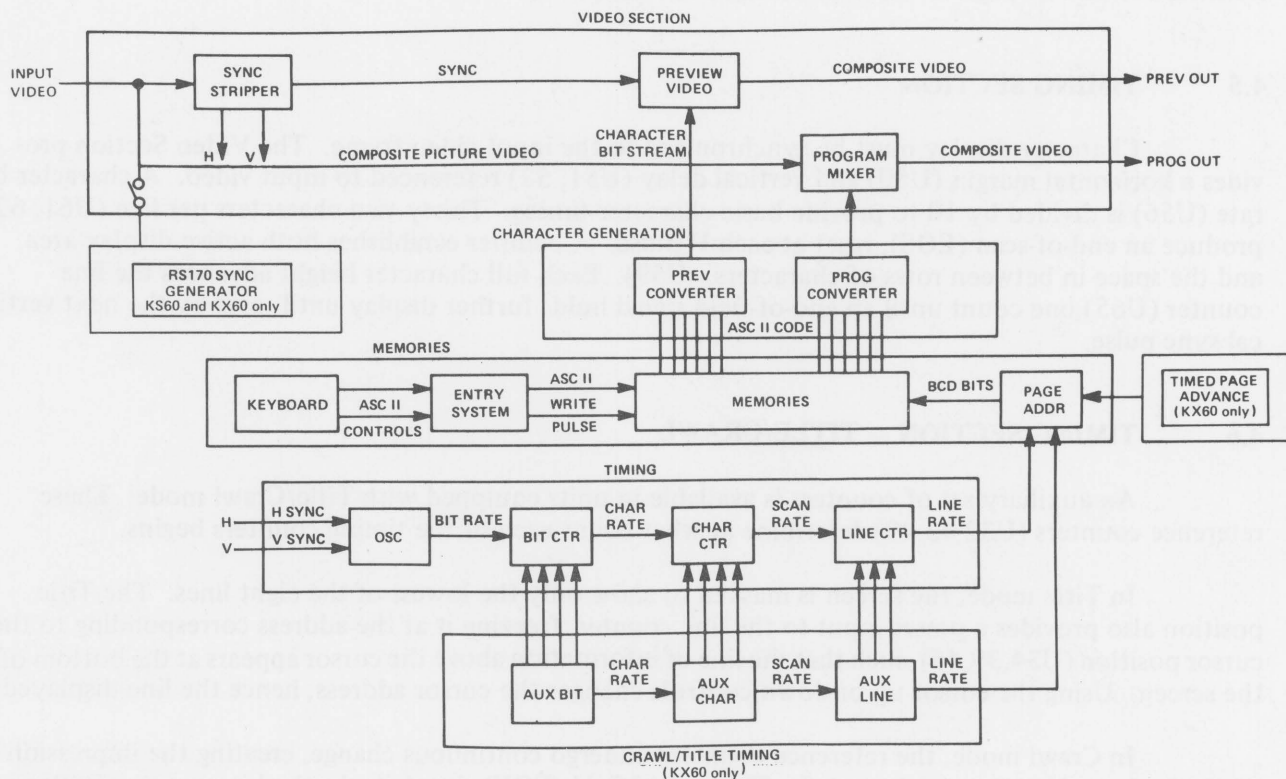 VIDEO SECTION
INPUT
VIDEO
SYNC
STRIPPER
SYNC
PREVIEW
VIDEO
COMPOSITE VIDEO
PREV OUT
H
V
CHARACTER
BIT STREAM
COMPOSITE PICTURE VIDEO
PROGRAM
MIXER
COMPOSITE VIDEO
PROG OUT
CHARACTER GENERATION
RS170 SYNC
GENERATOR
KS60 and KX60 only
PREV
CONVERTER
PROG
CONVERTER
ASC II CODE
MEMORIES
KEYBOARD
ASC II
CONTROLS
ENTRY
SYSTEM
ASC II
WRITE
PULSE
MEMORIES
BCD BITS
PAGE
ADDR
TIMED PAGE
ADVANCE
(KX60 only)
TIMING
H
H SYNC
V
V SYNC
OSC
BIT RATE
BIT CTR
CHAR
RATE
CHAR
CTR
SCAN
RATE
LINE CTR
LINE
RATE
AUX BIT
CHAR
RATE
AUX
CHAR
SCAN
RATE
AUX
LINE
LINE
RATE
CRAWL/TITLE TIMING
(KX60 only)